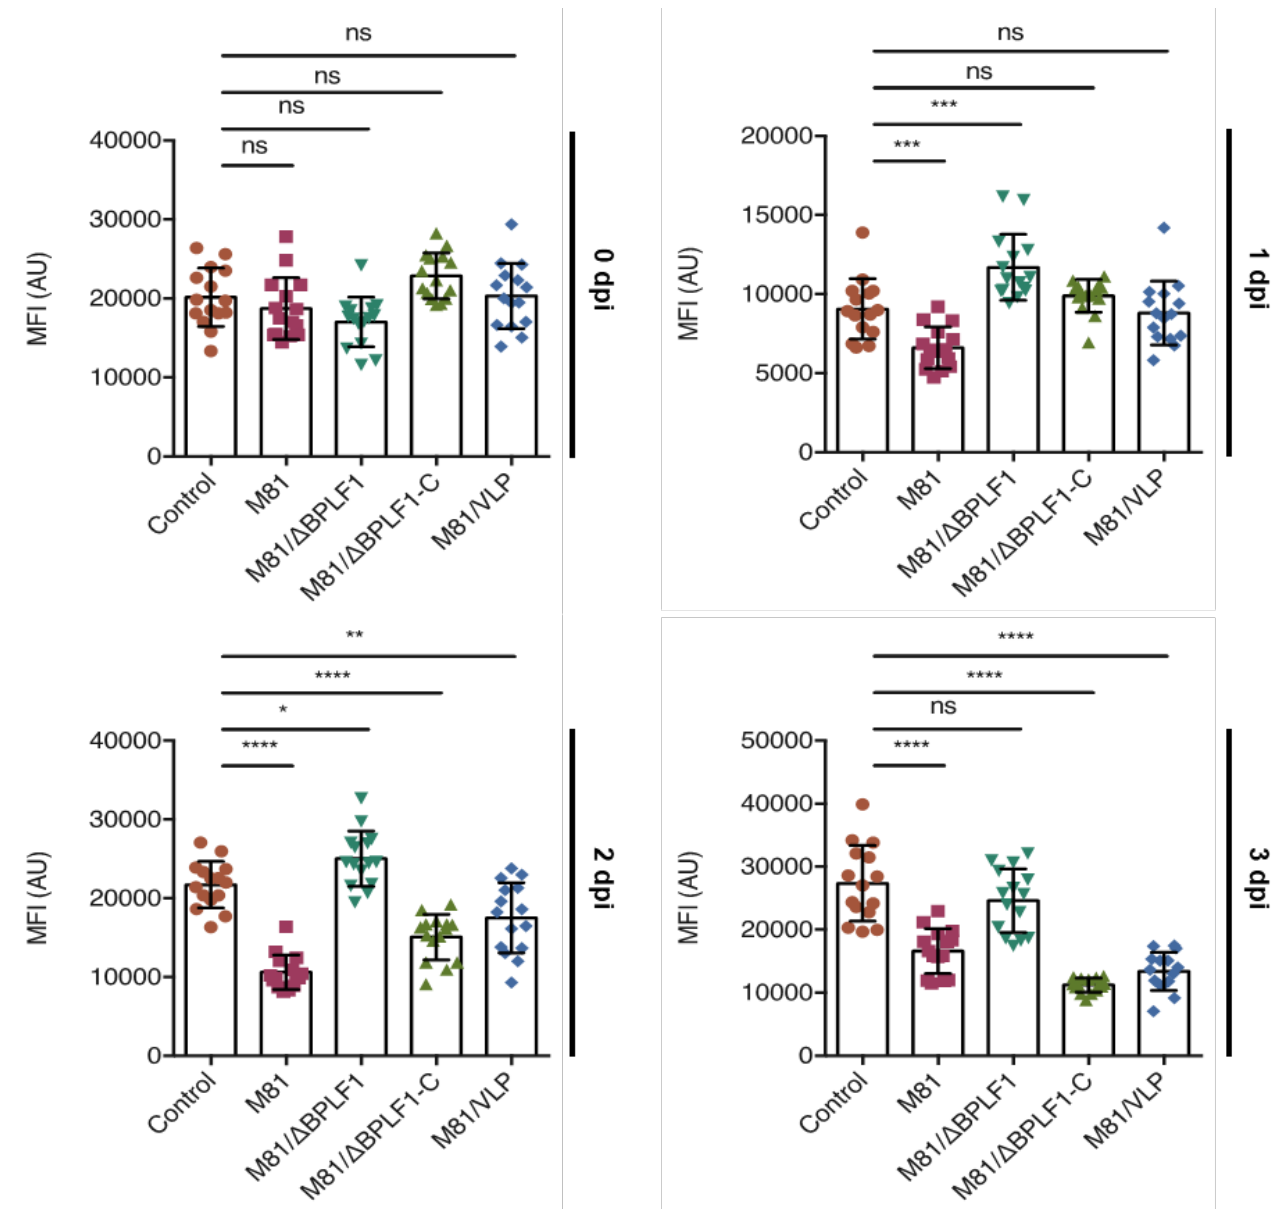 ns
ns
ns
ns
40000
30000
20000
10000
0
MFI (AU)
Control
M81
M81/ΔBPLF1
M81/ΔBPLF1-C
M81/VLP
0 dpi
ns
ns
***
***
20000
15000
10000
5000
0
MFI (AU)
Control
M81
M81/ΔBPLF1
M81/ΔBPLF1-C
M81/VLP
1 dpi
**
****
*
****
40000
30000
20000
10000
0
MFI (AU)
Control
M81
M81/ΔBPLF1
M81/ΔBPLF1-C
M81/VLP
2 dpi
****
****
ns
****
50000
40000
30000
20000
10000
0
MFI (AU)
Control
M81
M81/ΔBPLF1
M81/ΔBPLF1-C
M81/VLP
3 dpi